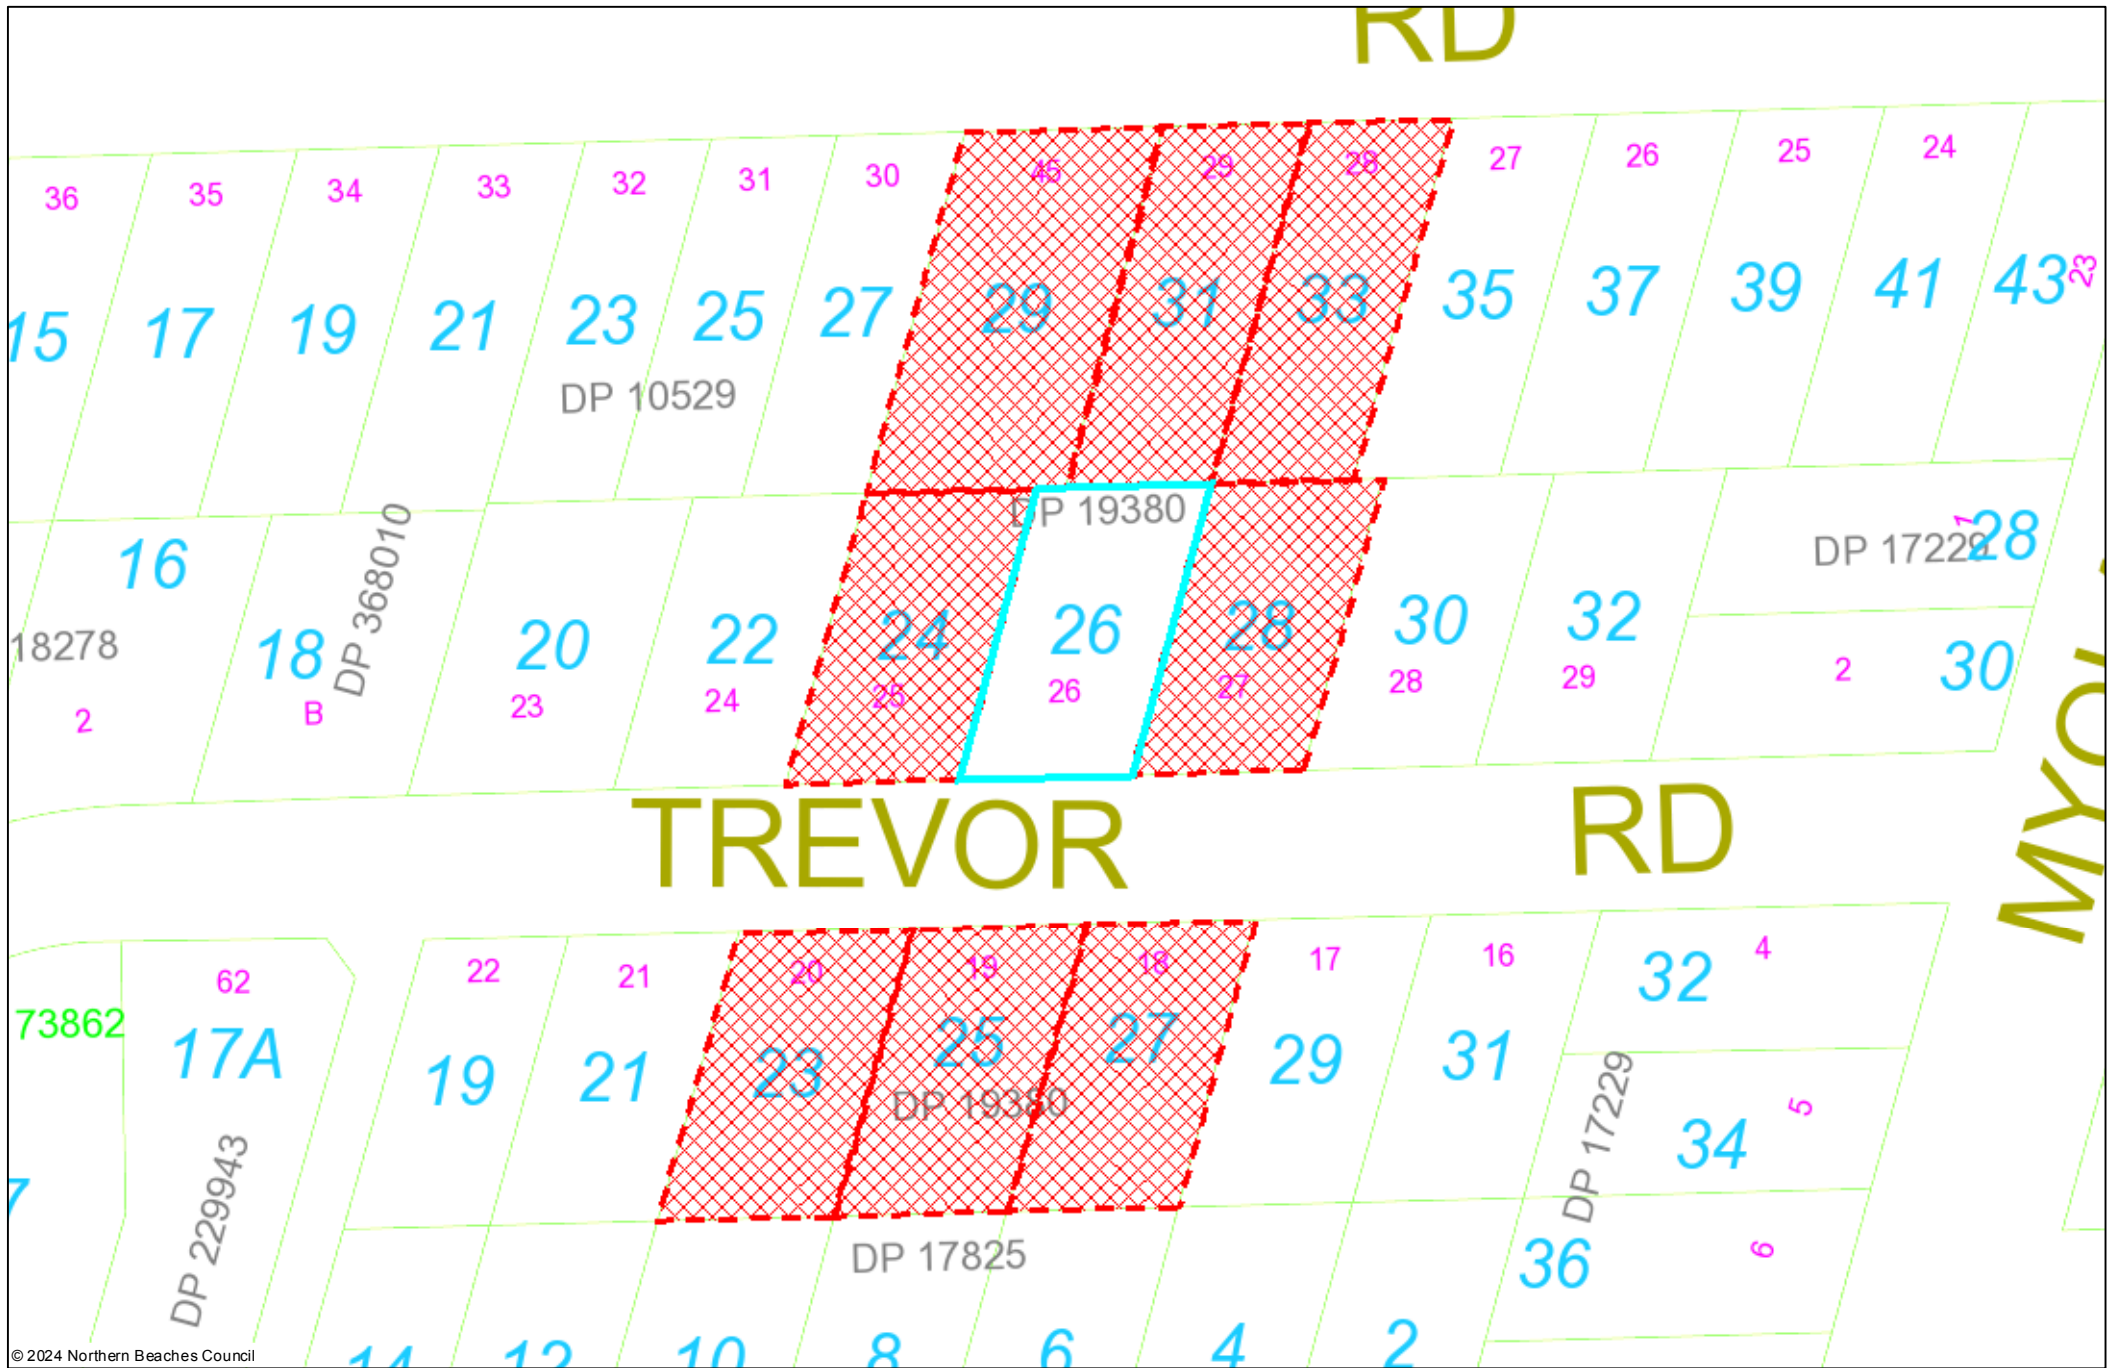 RD
36 35 34 33 32 31 30 45 29 28 27 26 25 24
15 17 19 21 23 25 27 29 31 33 35 37 39 41 43 23
DP 10529
DP 19380
16 DP 17229 1 28
DP 368010
18278 18 20 22 24 26 28 30 32 30
2 B 23 24 25 26 27 28 29 2
TREVOR RD
62 22 21 20 19 18 17 16 32 4
73862
17A 19 21 23 25 27 29 31
DP 19380 DP 17229 34 5
DP 229943
7 DP 17825 36 6
14 12 10 8 6 4 2
© 2024 Northern Beaches Council